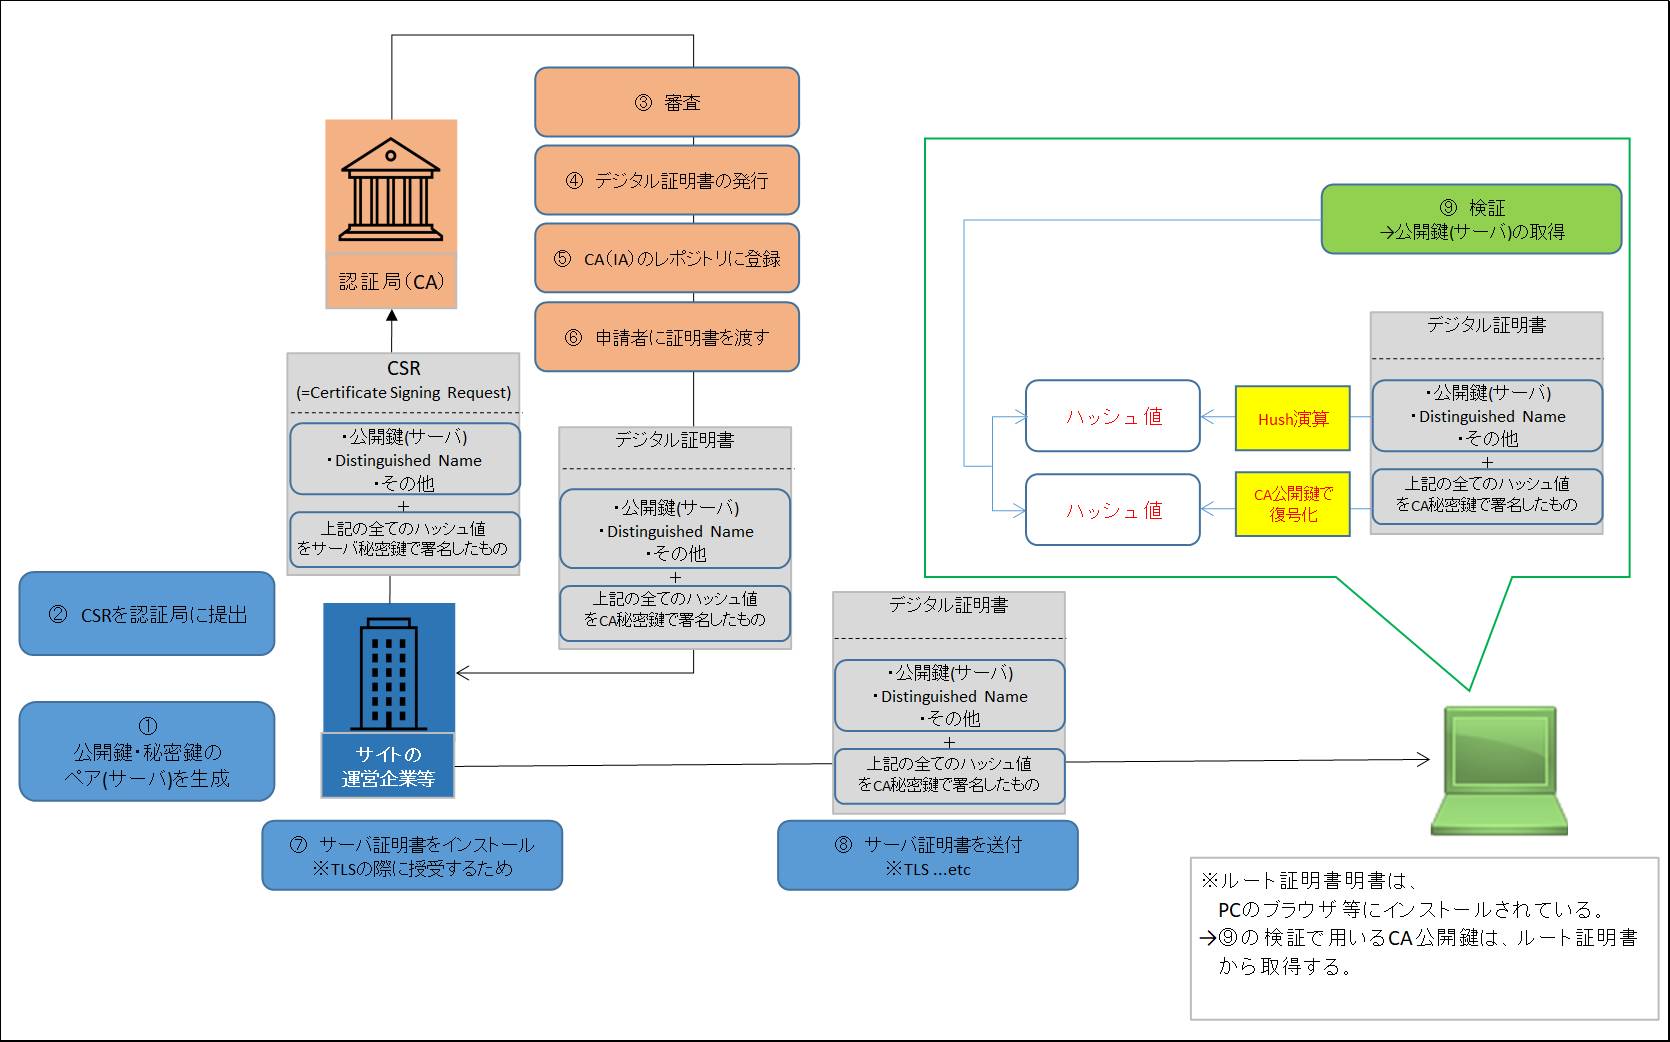 ③ 審査
④ デジタル証明書の発行
⑤ CA(IA)のレポジトリに登録
⑥ 申請者に証明書を渡す
認証局(CA)
CSR
(=Certificate Signing Request)
・公開鍵(サーバ)
・Distinguished Name
・その他
+
上記の全てのハッシュ値
をサーバ秘密鍵で署名したもの
デジタル証明書
・公開鍵(サーバ)
・Distinguished Name
・その他
+
上記の全てのハッシュ値
をCA秘密鍵で署名したもの
② CSRを認証局に提出
①
公開鍵・秘密鍵の
ペア(サーバ)を生成
サイトの
運営企業等
⑦ サーバ証明書をインストール
※TLSの際に授受するため
デジタル証明書
・公開鍵(サーバ)
・Distinguished Name
・その他
+
上記の全てのハッシュ値
をCA秘密鍵で署名したもの
⑧ サーバ証明書を送付
※TLS ...etc
⑨ 検証
→公開鍵(サーバ)の取得
デジタル証明書
・公開鍵(サーバ)
・Distinguished Name
・その他
+
上記の全てのハッシュ値
をCA秘密鍵で署名したもの
Hush演算
ハッシュ値
CA公開鍵で
復号化
ハッシュ値
※ルート証明書明書は、
PCのブラウザ等にインストールされている。
→⑨の検証で用いるCA公開鍵は、ルート証明書
から取得する。